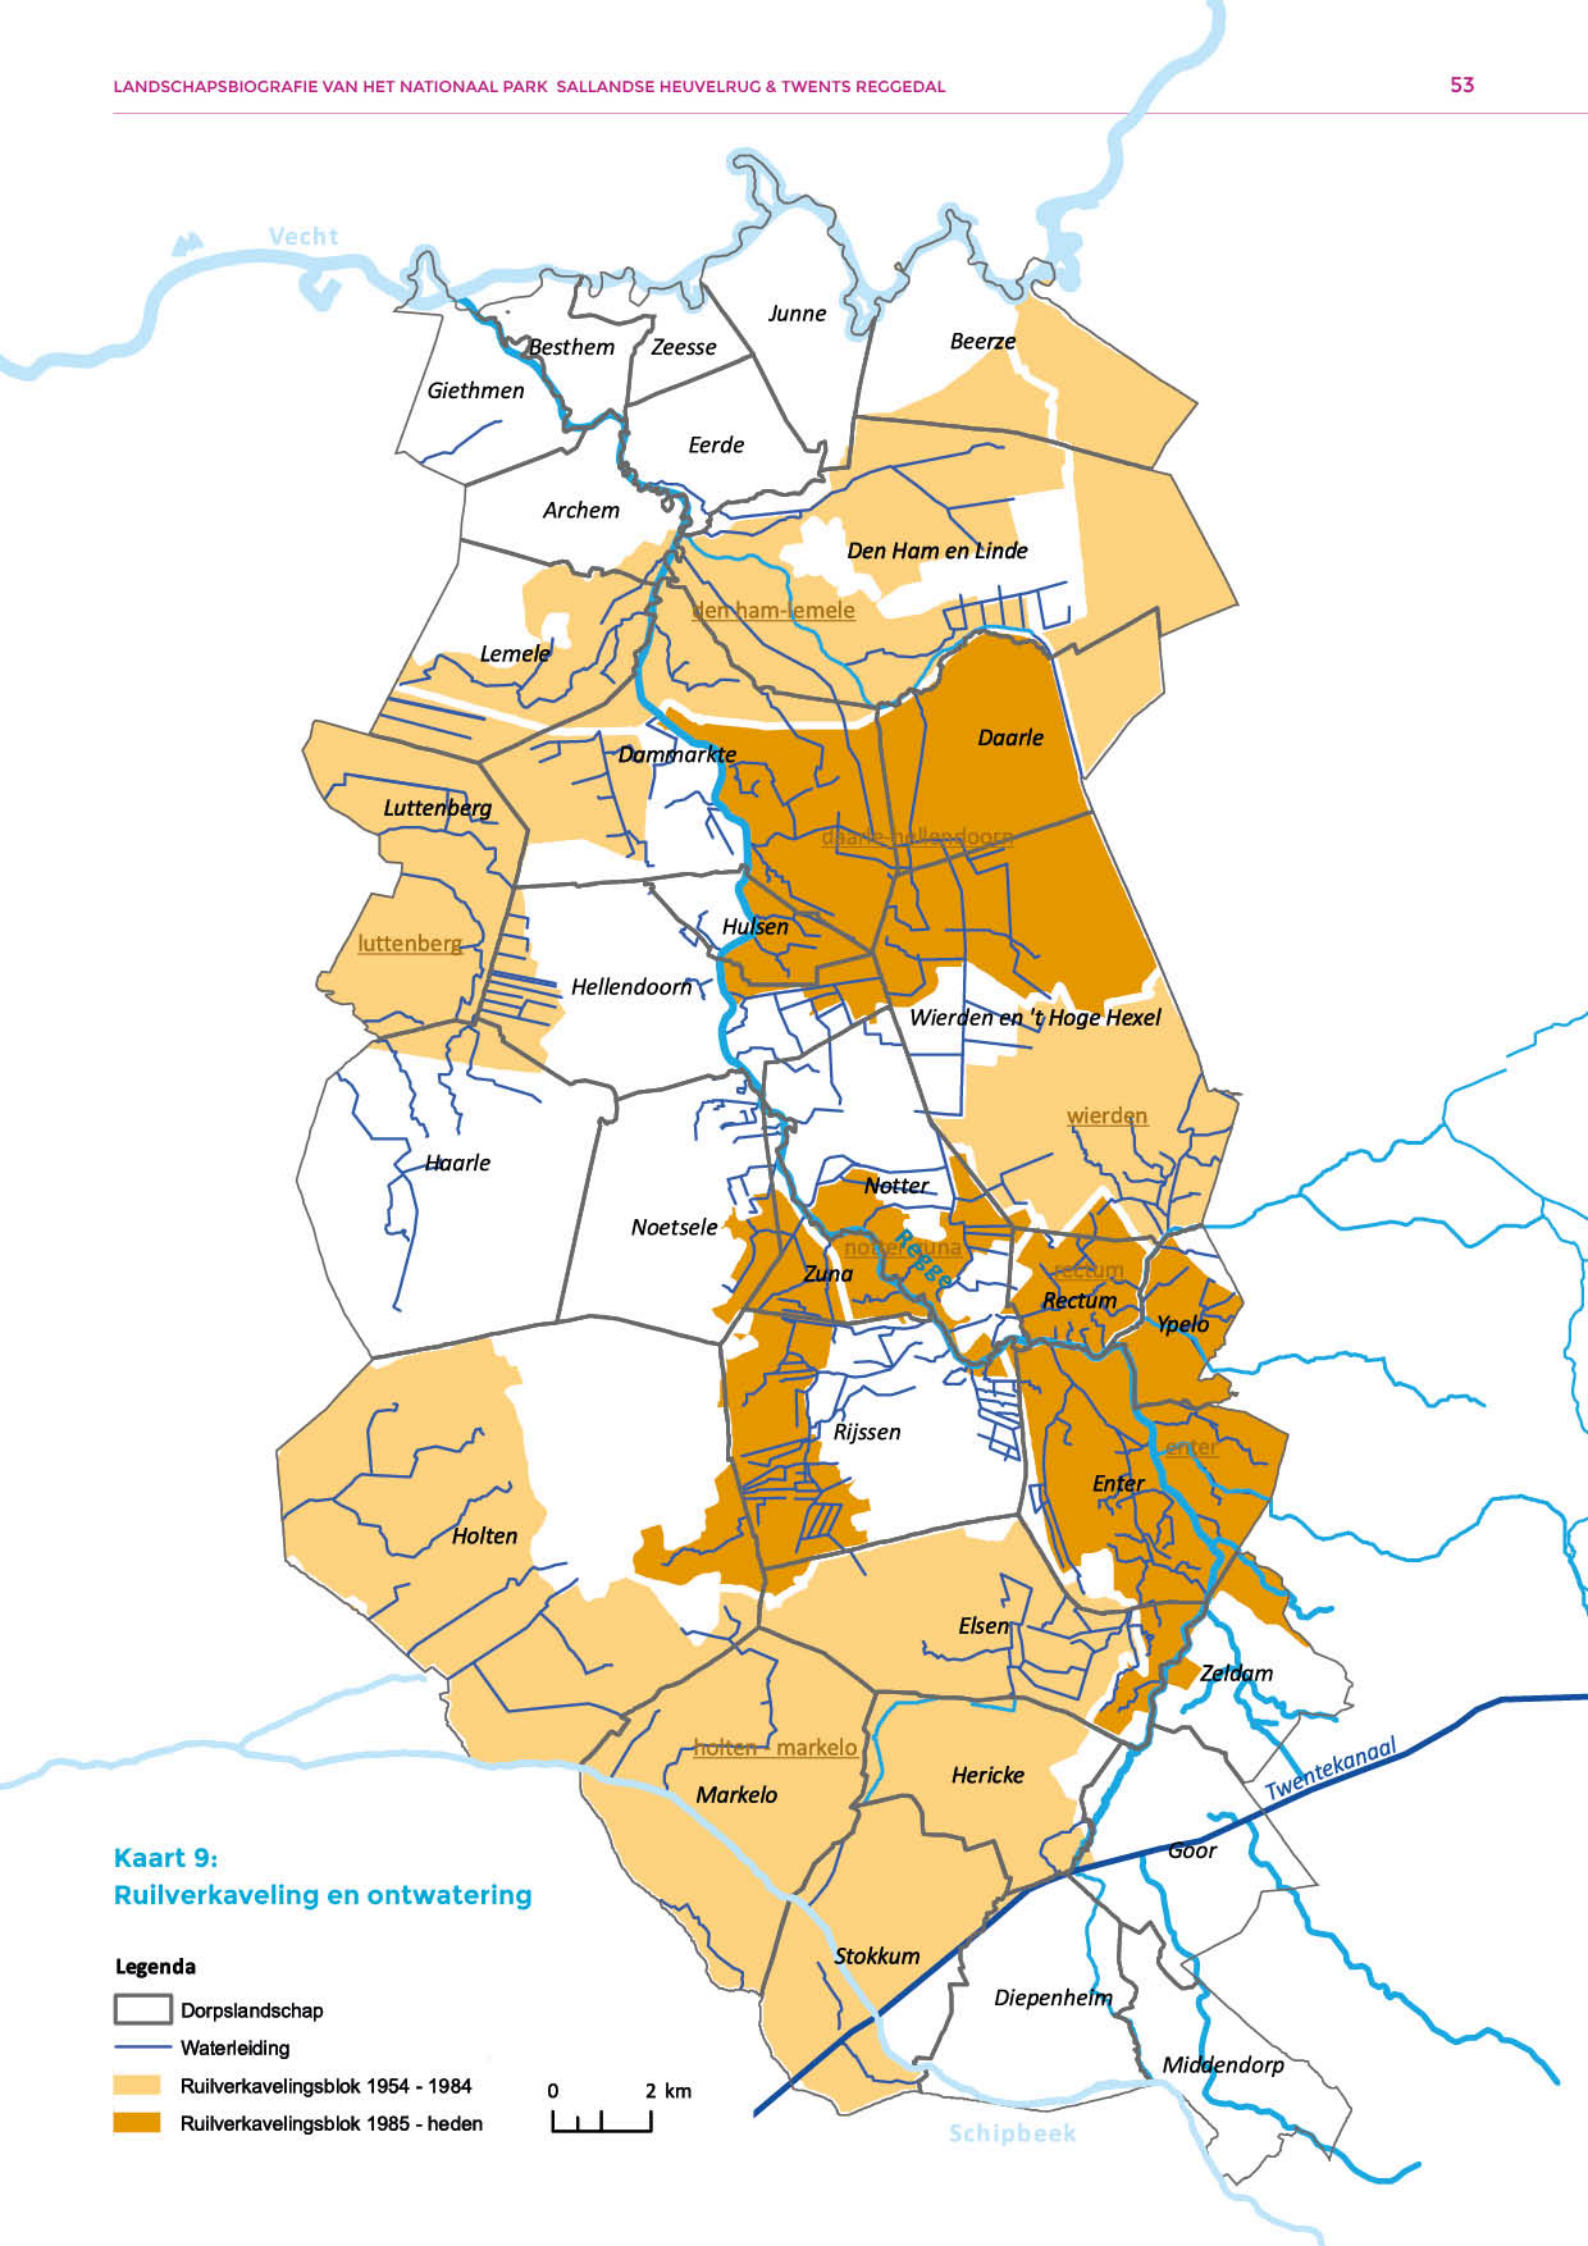 LANDSCHAPSBIOGRAFIE VAN HET NATIONAAL PARK SALLANDSE HEUVELRUG & TWENTS REGGEDAL
53
Vecht
Junne
Beerze
Besthem
Zeesse
Giethmen
Eerde
Archem
Den Ham en Linde
den ham-lemele
Lemele
Daarle
Dammarkte
Luttenberg
daarle-hellendoorn
Hulsen
luttenberg
Hellendoorn
Wierden en 't Hoge Hexel
wierden
Haarle
Notter
Noetsele
Regge
notter-zuna
Zuna
rectum
Rectum
Ypelo
Rijssen
enter
Enter
Holten
Elsen
Zeldam
holten - markelo
Hericke
Markelo
Twentekanaal
Goor
Stokkum
Diepenheim
Middendorp
Schipbeek
Kaart 9:
Ruilverkaveling en ontwatering
Legenda
Dorpslandschap
Waterleiding
Ruilverkavelingsblok 1954 - 1984
Ruilverkavelingsblok 1985 - heden
0 2 km